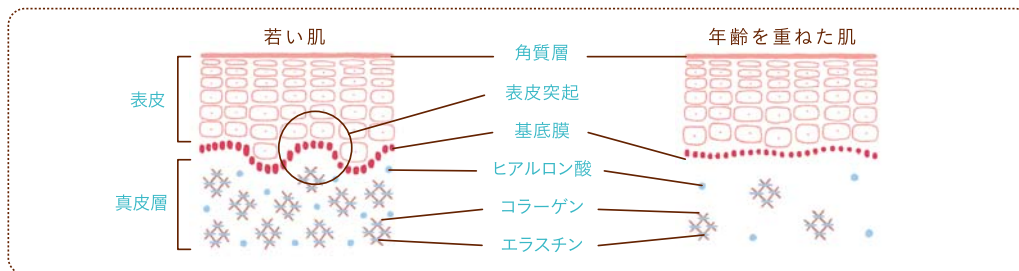 若い肌
年齢を重ねた肌
角質層
表皮
表皮突起
基底膜
ヒアルロン酸
真皮層
コラーゲン
エラスチン